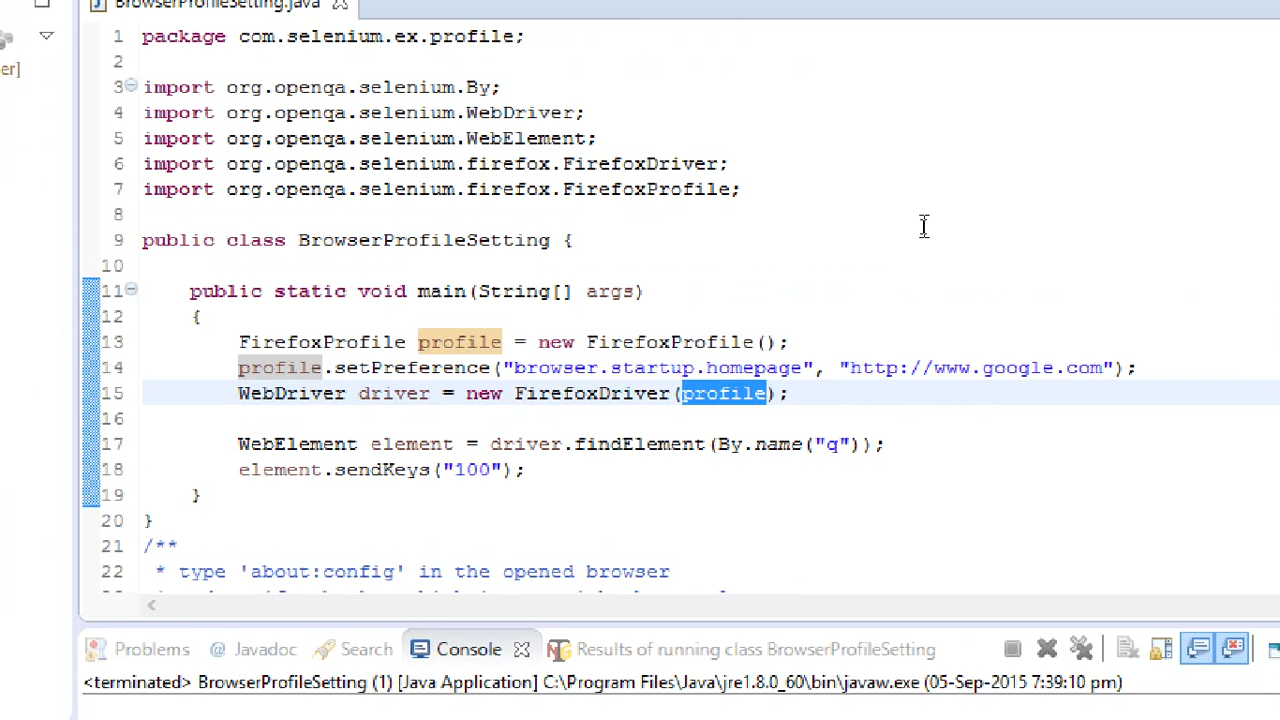 BrowserProfileSetting.java
er]
1 package com.selenium.ex.profile;
2
3 import org.openqa.selenium.By;
4 import org.openqa.selenium.WebDriver;
5 import org.openqa.selenium.WebElement;
6 import org.openqa.selenium.firefox.FirefoxDriver;
7 import org.openqa.selenium.firefox.FirefoxProfile;
8
9 public class BrowserProfileSetting {
10
11 public static void main(String[] args)
12 {
13 FirefoxProfile profile = new FirefoxProfile();
14 profile.setPreference("browser.startup.homepage", "http://www.google.com");
15 WebDriver driver = new FirefoxDriver(profile);
16
17 WebElement element = driver.findElement(By.name("q"));
18 element.sendKeys("100");
19 }
20 }
21 /**
22 * type 'about:config' in the opened browser
Problems @ Javadoc Search Console Results of running class BrowserProfileSetting
<terminated> BrowserProfileSetting (1) [Java Application] C:\Program Files\Java\jre1.8.0_60\bin\javaw.exe (05-Sep-2015 7:39:10 pm)